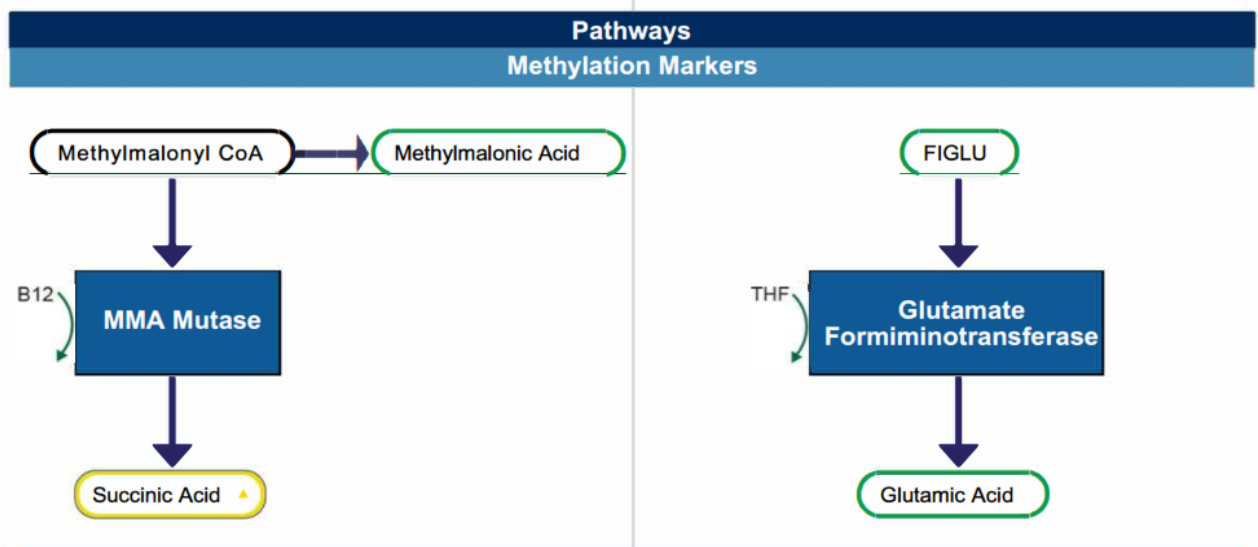 Pathways
Methylation Markers
Methylmalonyl CoA
Methylmalonic Acid
B12
MMA Mutase
Succinic Acid
FIGLU
THF
Glutamate
Formiminotransferase
Glutamic Acid